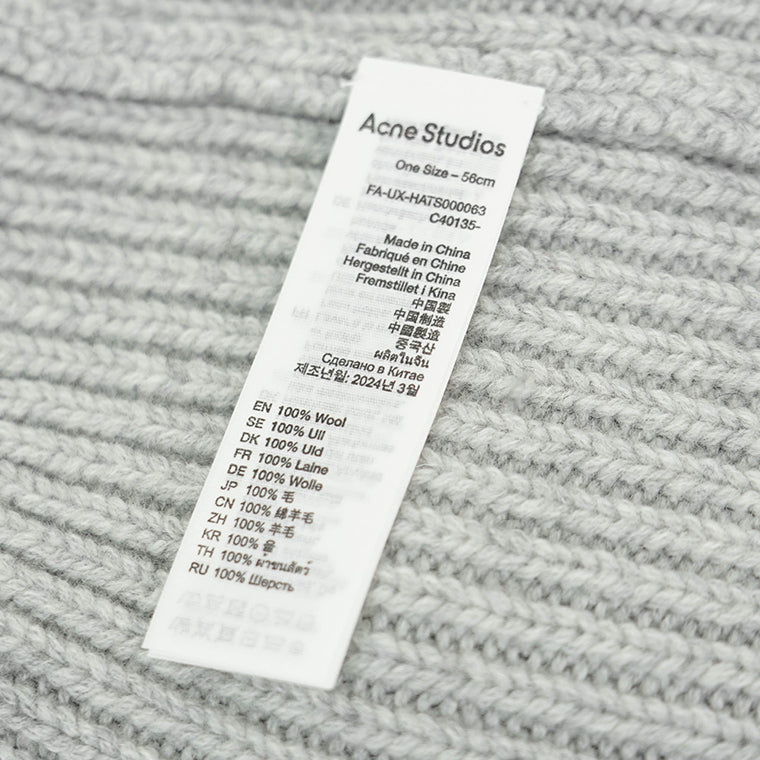 Acne Studios
One Size – 56cm
FA-UX-HATS000063
C40135-
Made in China
Fabriqué en Chine
Hergestellt in China
Fremstillet i Kina
中国製
中国制造
中國製造
중국산
ผลิตในจีน
Сделано в Китае
제조년월: 2024년 3월
EN 100% Wool
SE 100% Ull
DK 100% Uld
FR 100% Laine
DE 100% Wolle
JP 100% 毛
CN 100% 綿羊毛
ZH 100% 羊毛
KR 100% 울
TH 100% ผ้าขนสัตว์
RU 100% Шерсть